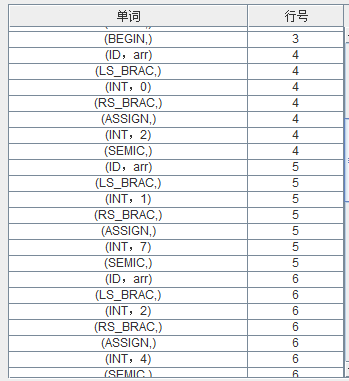 单词 行号
(BEGIN,) 3
(ID，arr) 4
(LS_BRAC,) 4
(INT，0) 4
(RS_BRAC,) 4
(ASSIGN,) 4
(INT，2) 4
(SEMIC,) 4
(ID，arr) 5
(LS_BRAC,) 5
(INT，1) 5
(RS_BRAC,) 5
(ASSIGN,) 5
(INT，7) 5
(SEMIC,) 5
(ID，arr) 6
(LS_BRAC,) 6
(INT，2) 6
(RS_BRAC,) 6
(ASSIGN,) 6
(INT，4) 6
(SEMIC,) 6